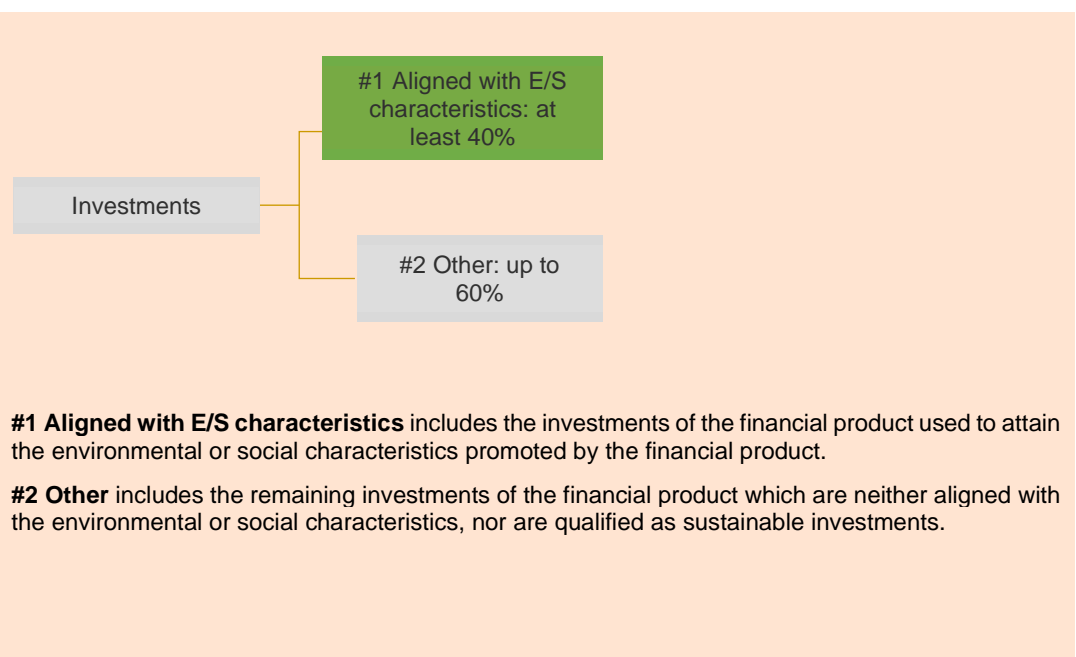 #1 Aligned with E/S
characteristics: at
least 40%
Investments
#2 Other: up to
60%
#1 Aligned with E/S characteristics includes the investments of the financial product used to attain
the environmental or social characteristics promoted by the financial product.
#2 Other includes the remaining investments of the financial product which are neither aligned with
the environmental or social characteristics, nor are qualified as sustainable investments.